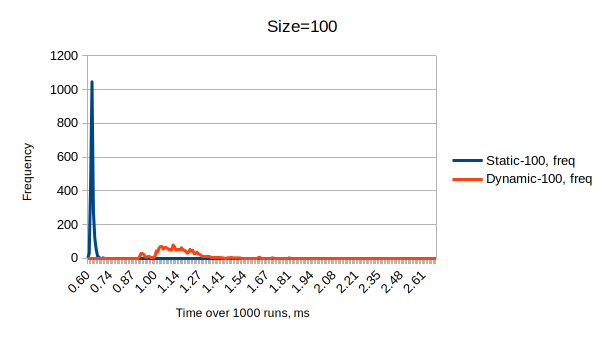 Size=100
1200
1000
800
600
400
200
0
Frequency
0.60 0.74 0.87 1.00 1.14 1.27 1.41 1.54 1.67 1.81 1.94 2.08 2.21 2.35 2.48 2.61
Time over 1000 runs, ms
Static-100, freq
Dynamic-100, freq